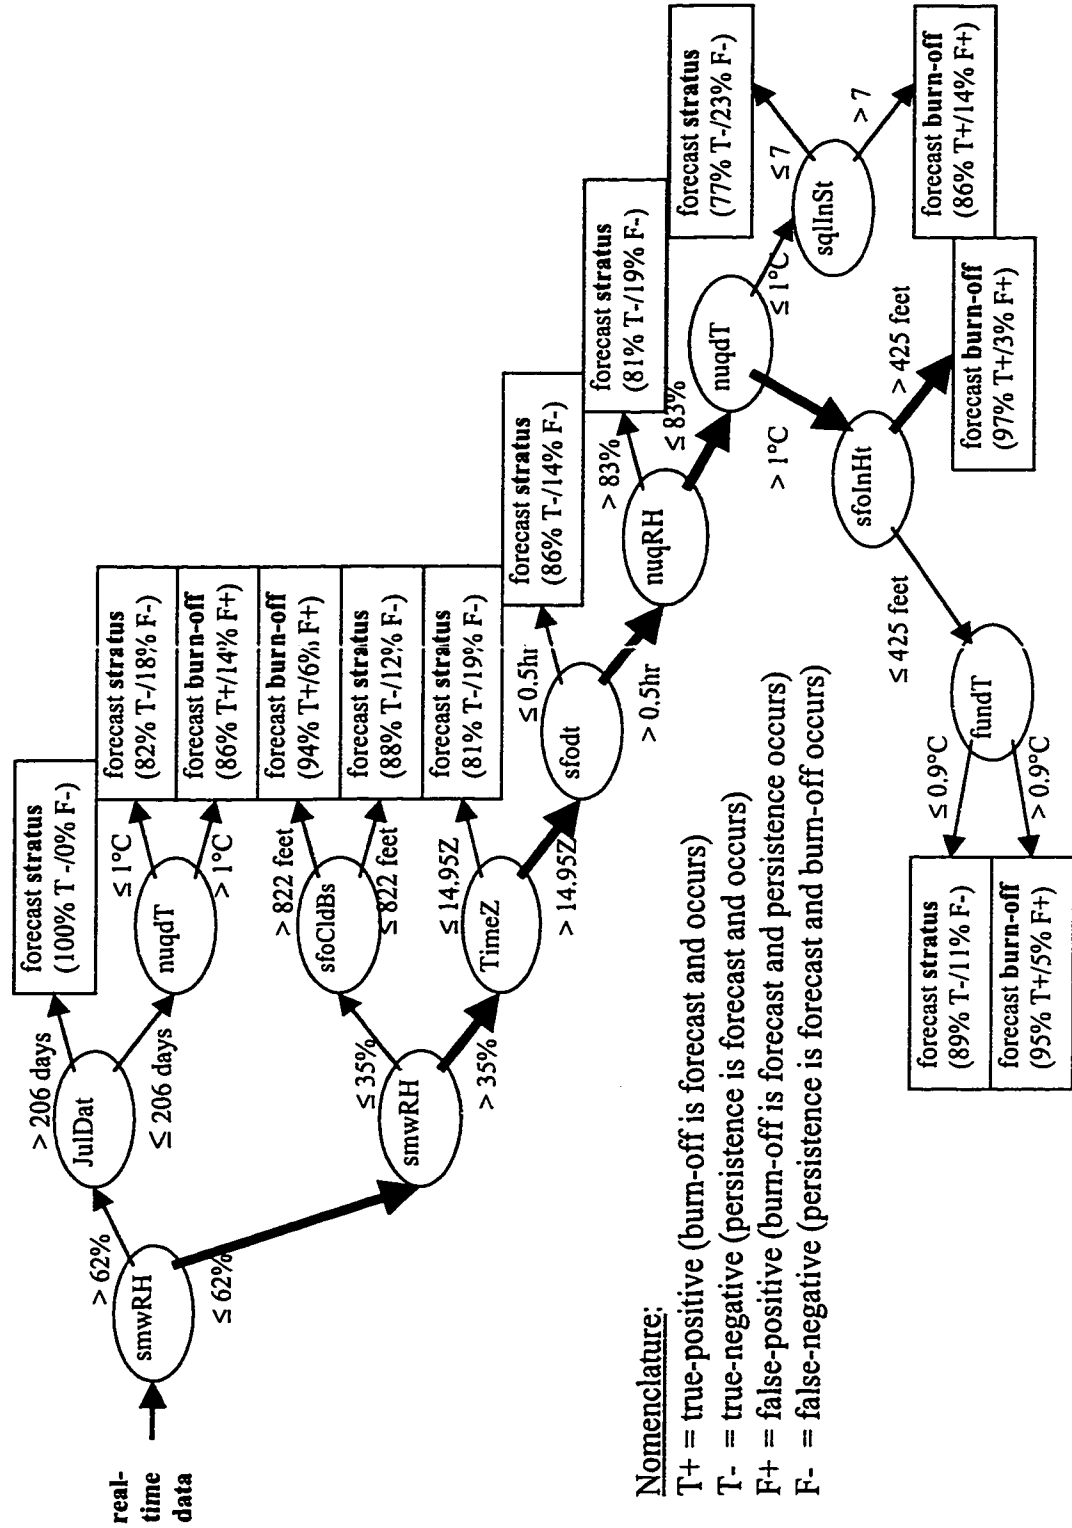 real-
time
data
smwRH
> 62%
≤ 62%
JulDat
> 206 days
≤ 206 days
forecast stratus
(100% T -/0% F-)
nuqdT
≤ 1°C
> 1°C
forecast stratus
(82% T-/18% F-)
forecast burn-off
(86% T+/14% F+)
smwRH
≤ 35%
> 35%
sfoCldBs
> 822 feet
≤ 822 feet
forecast burn-off
(94% T+/6% F+)
forecast stratus
(88% T-/12% F-)
TimeZ
≤ 14.95Z
> 14.95Z
forecast stratus
(81% T-/19% F-)
sfodt
≤ 0.5hr
> 0.5hr
forecast stratus
(86% T-/14% F-)
nuqRH
> 83%
≤ 83%
forecast stratus
(81% T-/19% F-)
nuqdT
≤ 1°C
> 1°C
sqlInSt
≤ 7
> 7
forecast stratus
(77% T-/23% F-)
forecast burn-off
(86% T+/14% F+)
sfoInHt
> 425 feet
≤ 425 feet
forecast burn-off
(97% T+/3% F+)
fundT
≤ 0.9°C
> 0.9°C
forecast stratus
(89% T-/11% F-)
forecast burn-off
(95% T+/5% F+)
Nomenclature:
T+ = true-positive (burn-off is forecast and occurs)
T- = true-negative (persistence is forecast and occurs)
F+ = false-positive (burn-off is forecast and persistence occurs)
F- = false-negative (persistence is forecast and burn-off occurs)